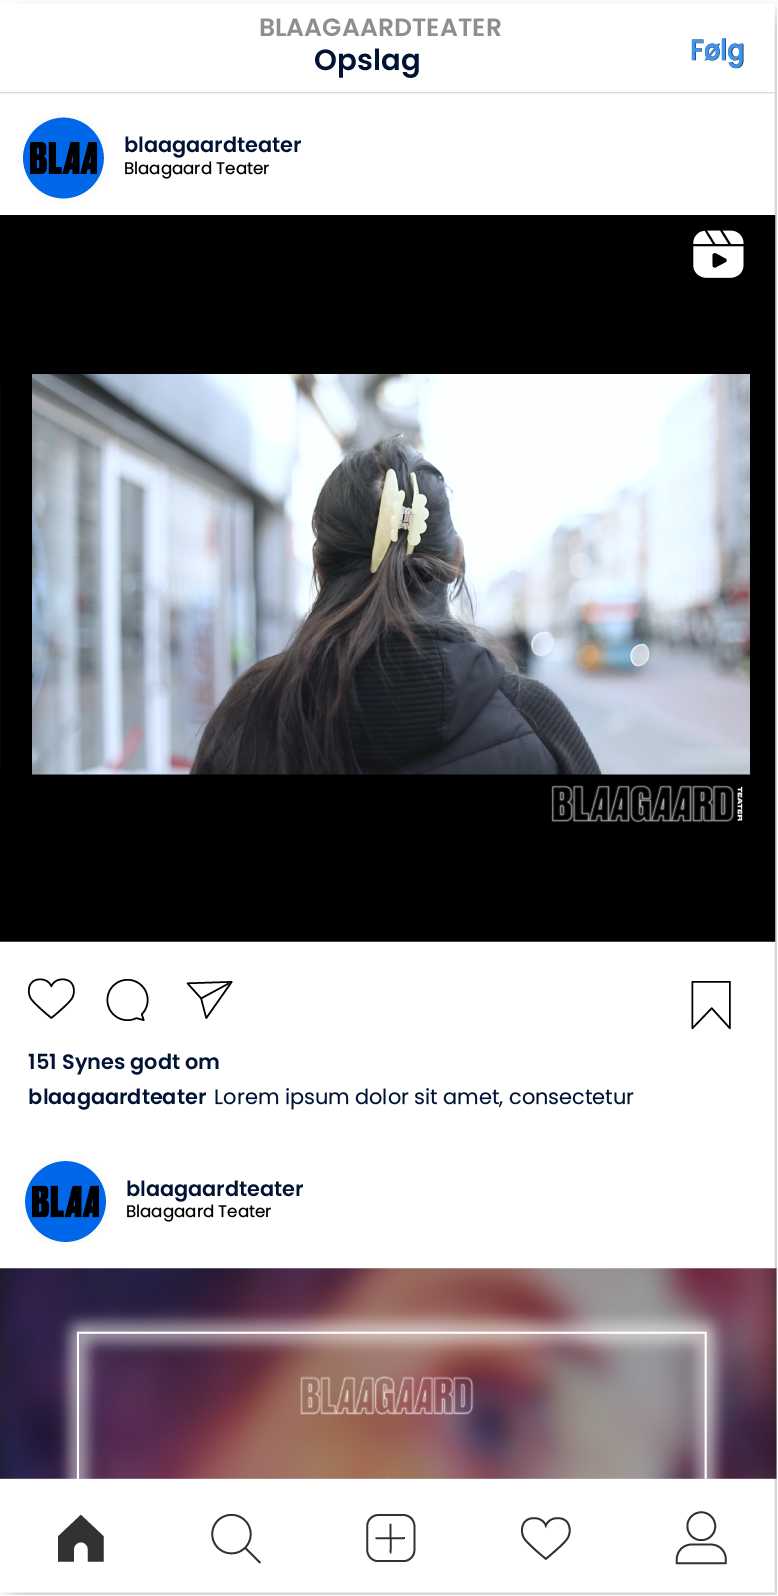 BLAAGAARDTEATER
Opslag
Følg
BLAA
blaagaardteater
Blaagaard Teater
BLAAGAARD TEATER
151 Synes godt om
blaagaardteater Lorem ipsum dolor sit amet, consectetur
BLAA
blaagaardteater
Blaagaard Teater
BLAAGAARD